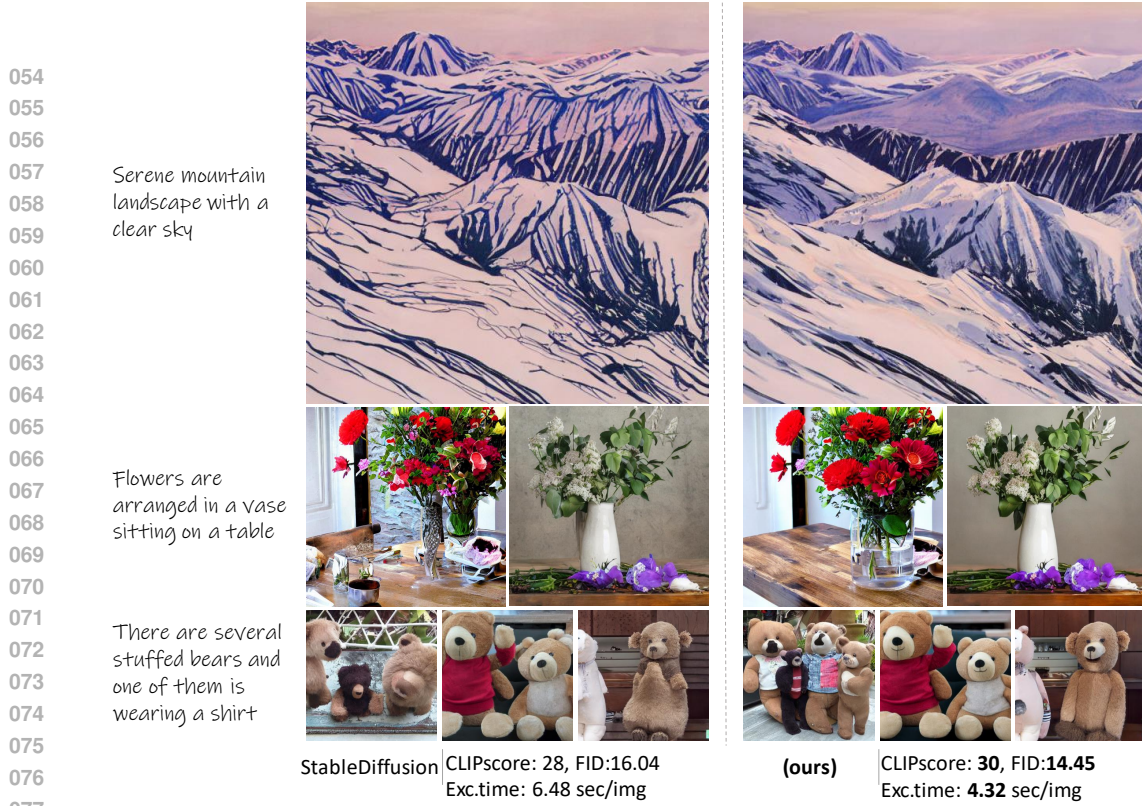 054
055
056
057
058
059
060
061
062
063
064
065
066
067
068
069
070
071
072
073
074
075
076
Serene mountain
landscape with a
clear sky
Flowers are
arranged in a vase
sitting on a table
There are several
stuffed bears and
one of them is
wearing a shirt
StableDiffusion
CLIPscore: 28, FID:16.04
Exc.time: 6.48 sec/img
(ours)
CLIPscore: 30, FID:14.45
Exc.time: 4.32 sec/img